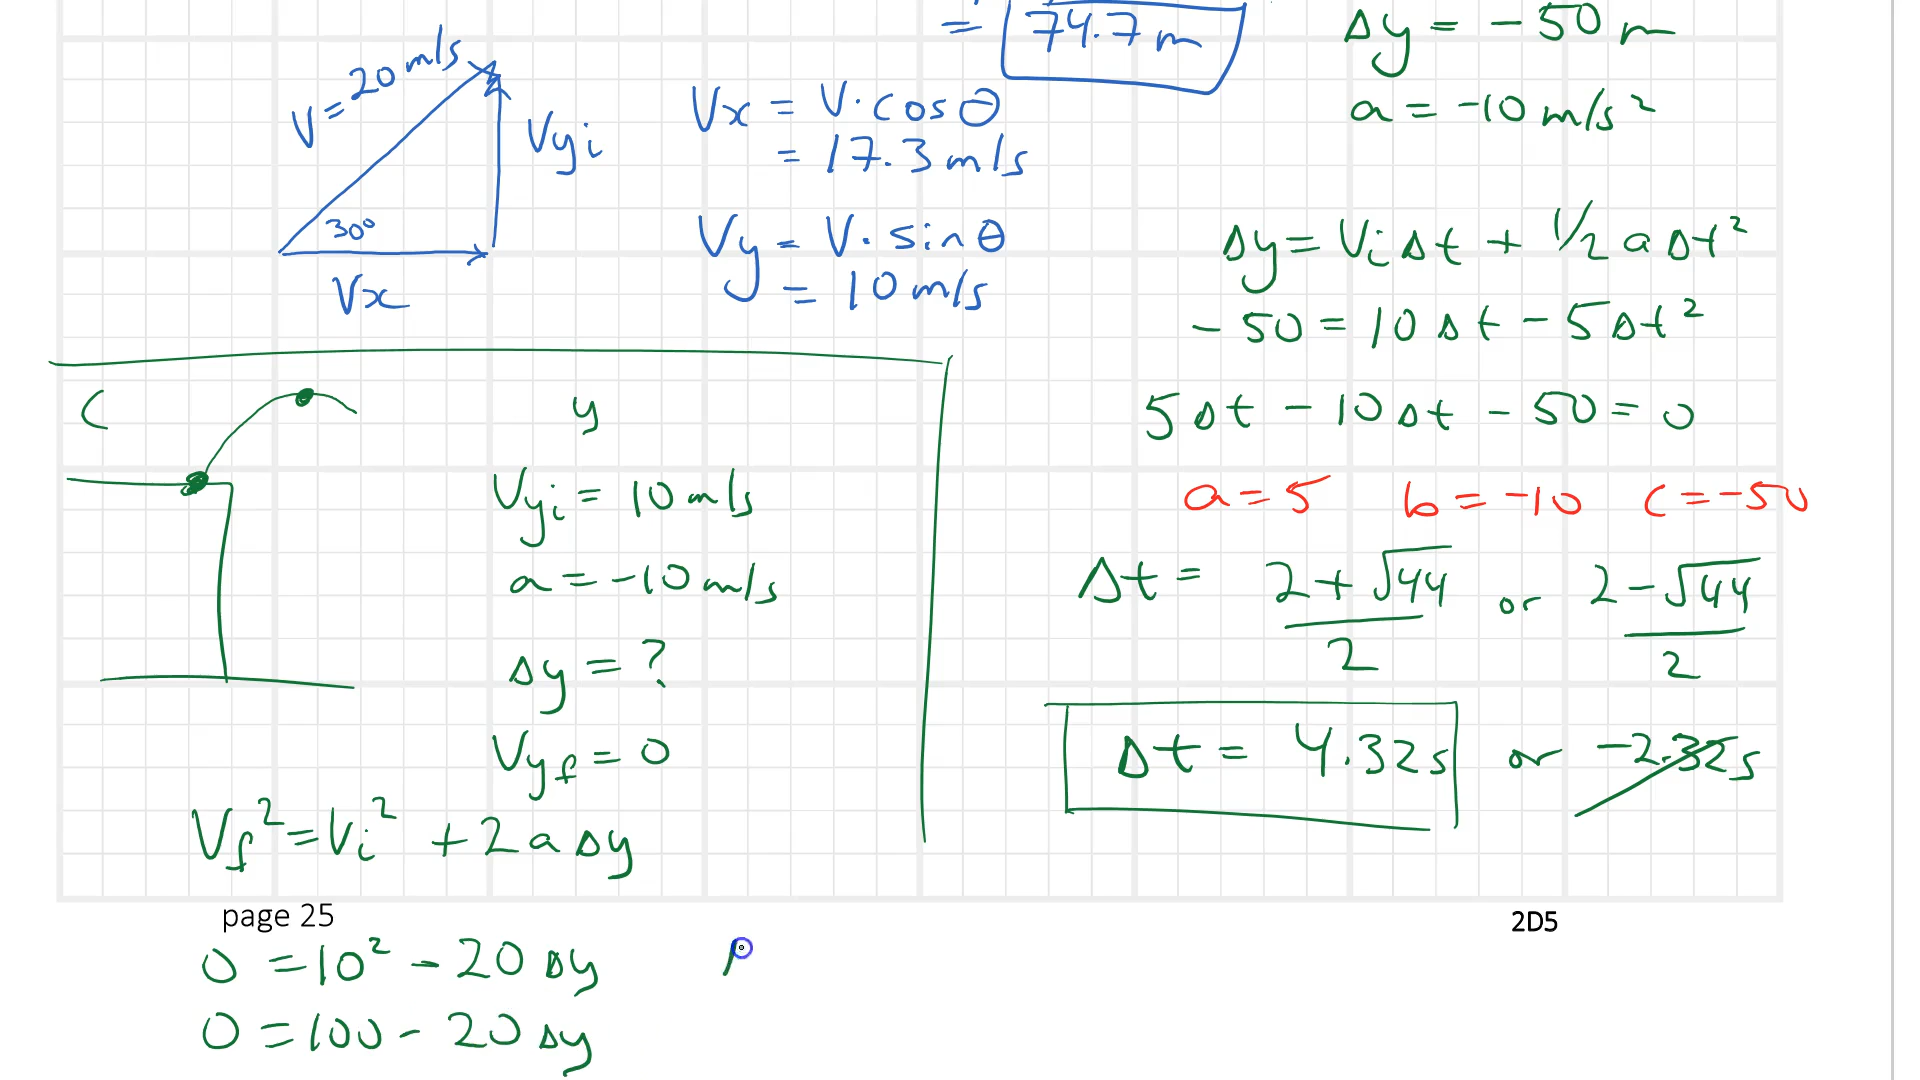 = 74.7 m
V = 20 m/s
Vyi
30°
Vx
Vx = V · cos θ
= 17.3 m/s
Vy = V · sin θ
= 10 m/s
Δy = -50 m
a = -10 m/s²
Δy = ViΔt + 1/2 aΔt²
-50 = 10Δt - 5Δt²
5Δt - 10Δt - 50 = 0
a = 5 b = -10 c = -50
Δt = (2 + √44)/2 or (2 - √44)/2
Δt = 4.32s or -2.32s
C
y
Vyi = 10 m/s
a = -10 m/s
Δy = ?
Vyf = 0
Vf² = Vi² + 2aΔy
page 25
2D5
0 = 10² - 20Δy
0 = 100 - 20Δy